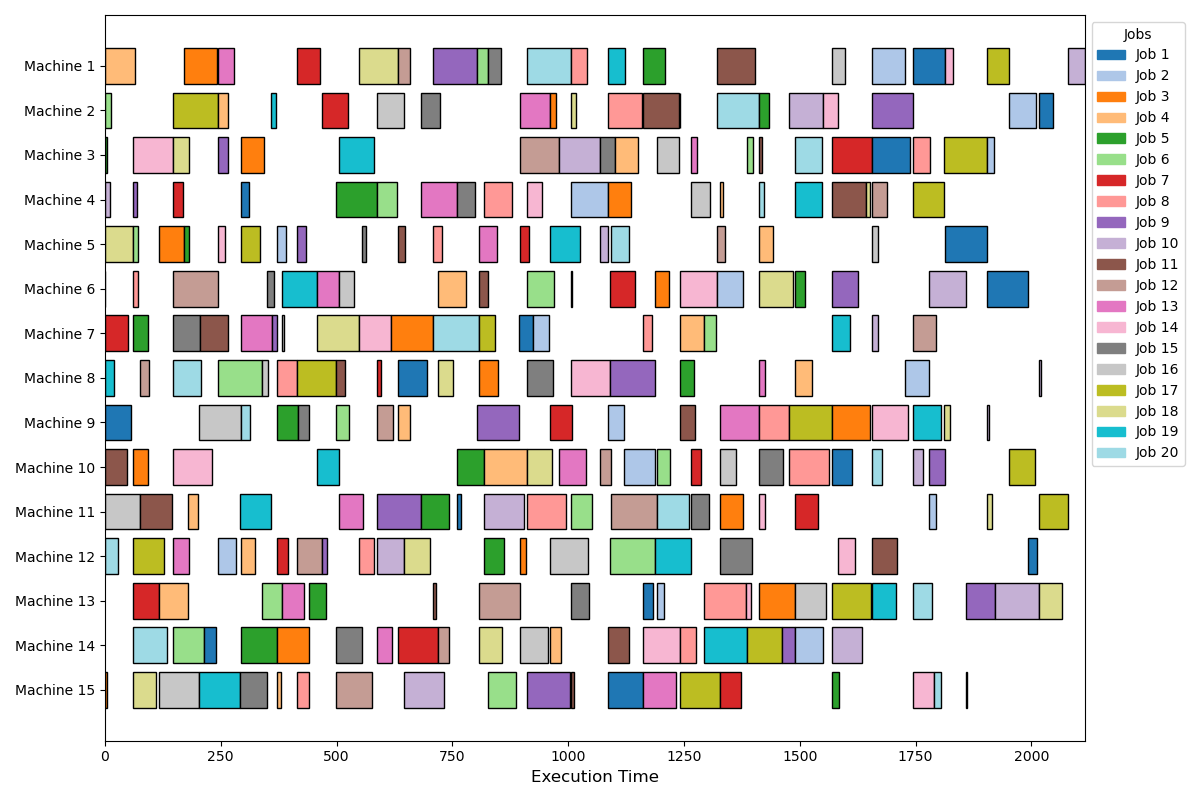 Machine 1
Machine 2
Machine 3
Machine 4
Machine 5
Machine 6
Machine 7
Machine 8
Machine 9
Machine 10
Machine 11
Machine 12
Machine 13
Machine 14
Machine 15
0 250 500 750 1000 1250 1500 1750 2000
Execution Time
Jobs
Job 1
Job 2
Job 3
Job 4
Job 5
Job 6
Job 7
Job 8
Job 9
Job 10
Job 11
Job 12
Job 13
Job 14
Job 15
Job 16
Job 17
Job 18
Job 19
Job 20